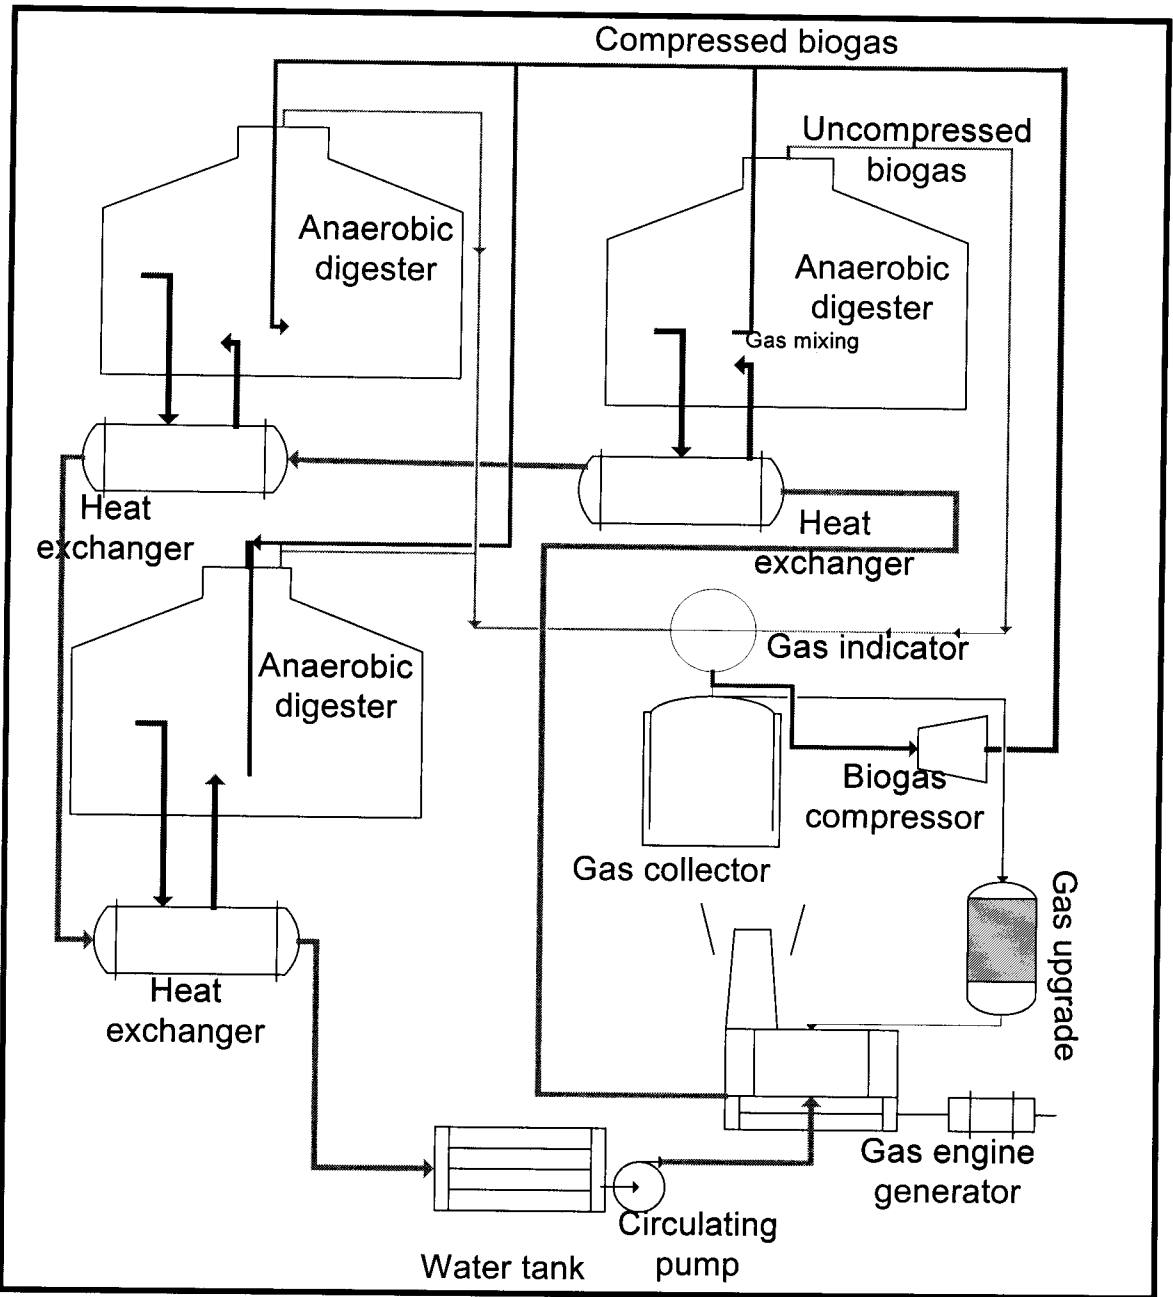 Compressed biogas
Uncompressed
biogas
Anaerobic
digester
Anaerobic
digester
Gas mixing
Heat
exchanger
Heat
exchanger
Gas indicator
Anaerobic
digester
Biogas
compressor
Gas collector
Gas upgrade
Heat
exchanger
Gas engine
generator
Circulating
pump
Water tank